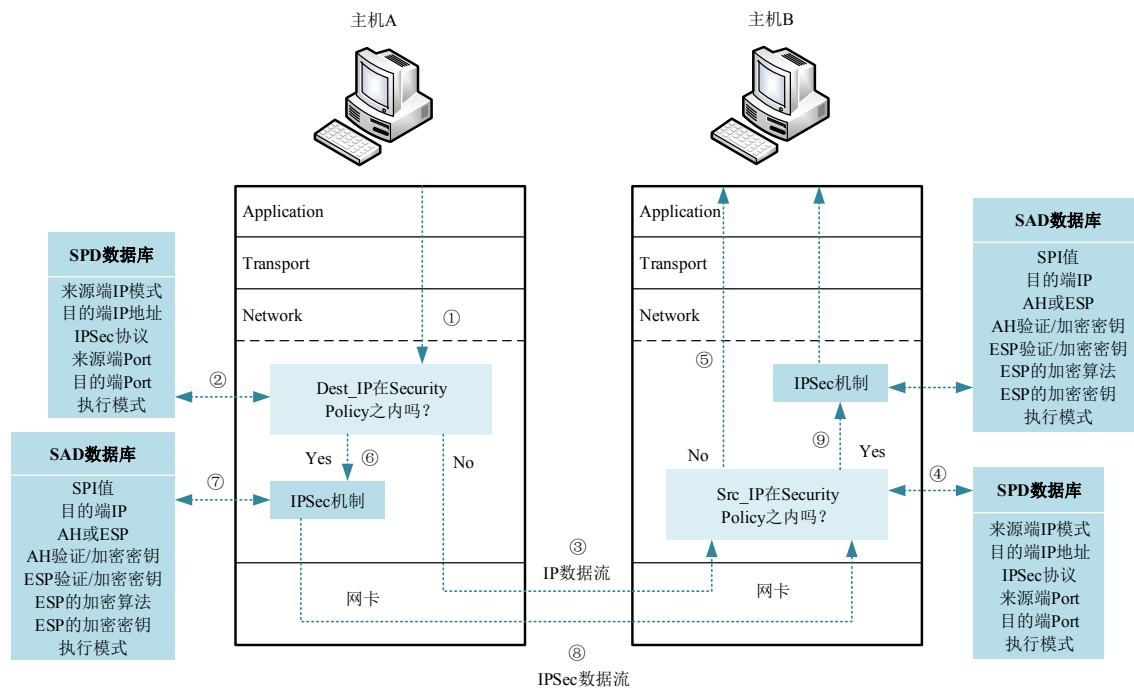 主机A
主机B
Application
Transport
Network
①
SPD数据库
来源端IP模式
目的端IP地址
IPSec协议
来源端Port
目的端Port
执行模式
②
Dest_IP在Security
Policy之内吗?
Yes
⑥
No
SAD数据库
SPI值
目的端IP
AH或ESP
AH验证/加密密钥
ESP验证/加密密钥
ESP的加密算法
ESP的加密密钥
执行模式
⑦
IPSec机制
网卡
③
IP数据流
⑧
IPSec数据流
Application
Transport
Network
⑤
IPSec机制
⑨
No
Yes
Src_IP在Security
Policy之内吗?
网卡
SAD数据库
SPI值
目的端IP
AH或ESP
AH验证/加密密钥
ESP验证/加密密钥
ESP的加密算法
ESP的加密密钥
执行模式
④
SPD数据库
来源端IP模式
目的端IP地址
IPSec协议
来源端Port
目的端Port
执行模式